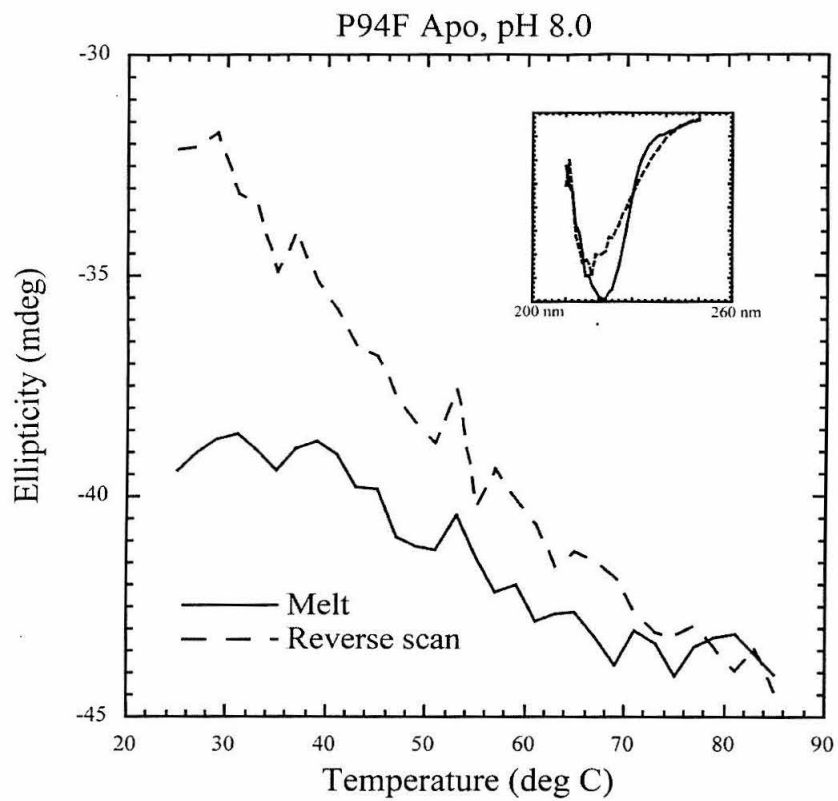 P94F Apo, pH 8.0
-30
-35
-40
-45
Ellipticity (mdeg)
200 nm
260 nm
Melt
Reverse scan
20
30
40
50
60
70
80
90
Temperature (deg C)